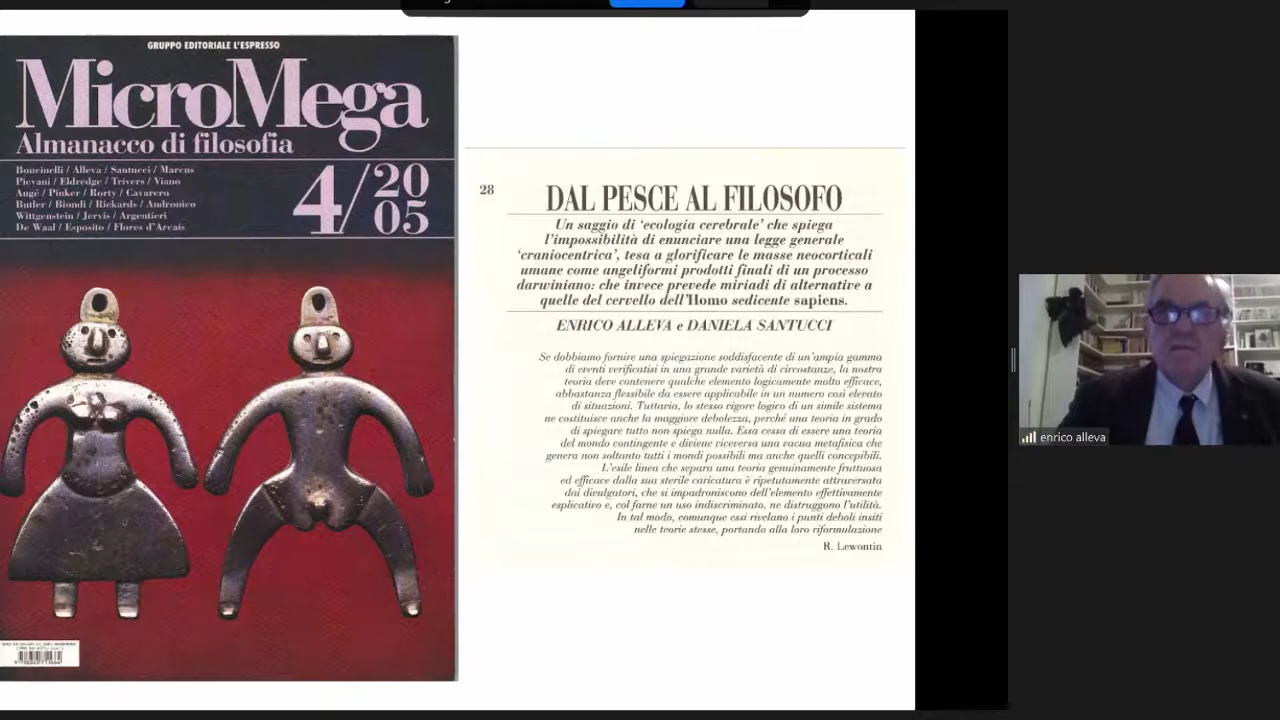 GRUPPO EDITORIALE L'ESPRESSO
MicroMega
Almanacco di filosofia
Boncinelli / Alleva / Santucci / Marcus
Pievani / Eldredge / Trivers / Viano
Augé / Pinker / Rorty / Cavarero
Butler / Biondi / Rickards / Andronico
Wittgenstein / Jervis / Argentieri
De Waal / Esposito / Flores d'Arcais
4/20
05
28
DAL PESCE AL FILOSOFO
Un saggio di 'ecologia cerebrale' che spiega
l'impossibilità di enunciare una legge generale
'craniocentrica', tesa a glorificare le masse neocorticali
umane come angeliformi prodotti finali di un processo
darwiniano: che invece prevede miriadi di alternative a
quelle del cervello dell'Homo sedicente sapiens.
ENRICO ALLEVA e DANIELA SANTUCCI
Se dobbiamo fornire una spiegazione soddisfacente di un'ampia gamma
di eventi verificatisi in una grande varietà di circostanze, la nostra
teoria deve contenere qualche elemento logicamente molto efficace,
abbastanza flessibile da essere applicabile in un numero così elevato
di situazioni. Tuttavia, lo stesso rigore logico di un simile sistema
ne costituisce anche la maggiore debolezza, perché una teoria in grado
di spiegare tutto non spiega nulla. Essa cessa di essere una teoria
del mondo contingente e diviene viceversa una vacua metafisica che
genera non soltanto tutti i mondi possibili ma anche quelli concepibili.
L'esile linea che separa una teoria genuinamente fruttuosa
ed efficace dalla sua sterile caricatura è ripetutamente attraversata
dai divulgatori, che si impadroniscono dell'elemento effettivamente
esplicativo e, col farne un uso indiscriminato, ne distruggono l'utilità.
In tal modo, comunque essi rivelano i punti deboli insiti
nelle teorie stesse, portando alla loro riformulazione
R. Lewontin
enrico alleva